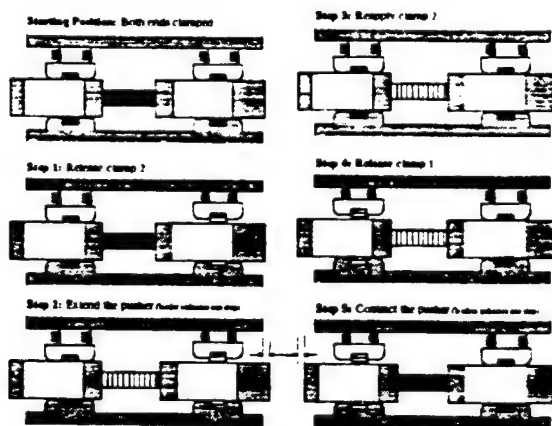 Starting Position: Both ends clamped
Step 1: Release clamp 2
Step 2: Extend the pusher
Step 3: Reapply clamp 2
Step 4: Release clamp 1
Step 5: Contract the pusher